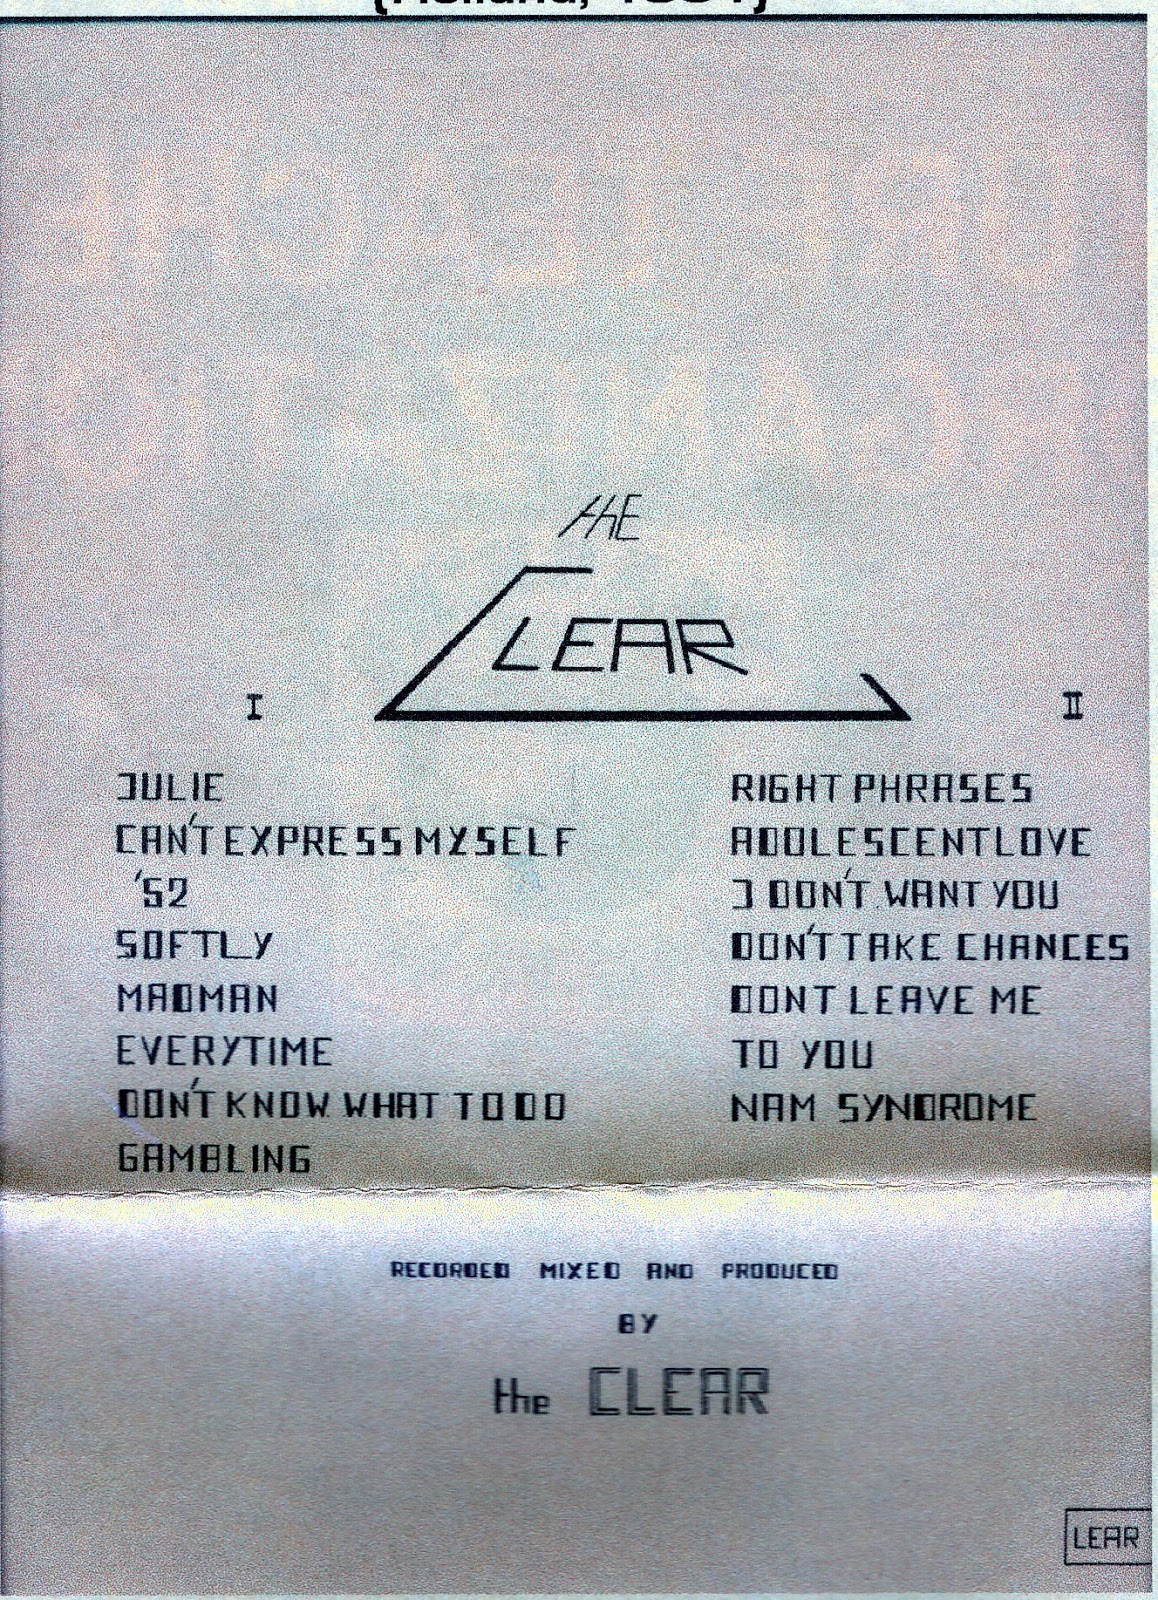 the
CLEAR
I
JULIE
CAN'T EXPRESS MYSELF
'52
SOFTLY
MADMAN
EVERYTIME
DON'T KNOW WHAT TO DO
GAMBLING
II
RIGHT PHRASES
ADOLESCENTLOVE
I DON'T WANT YOU
DON'T TAKE CHANCES
DONT LEAVE ME
TO YOU
NAM SYNDROME
RECORDED MIXED AND PRODUCED
BY
the CLEAR
LEAR